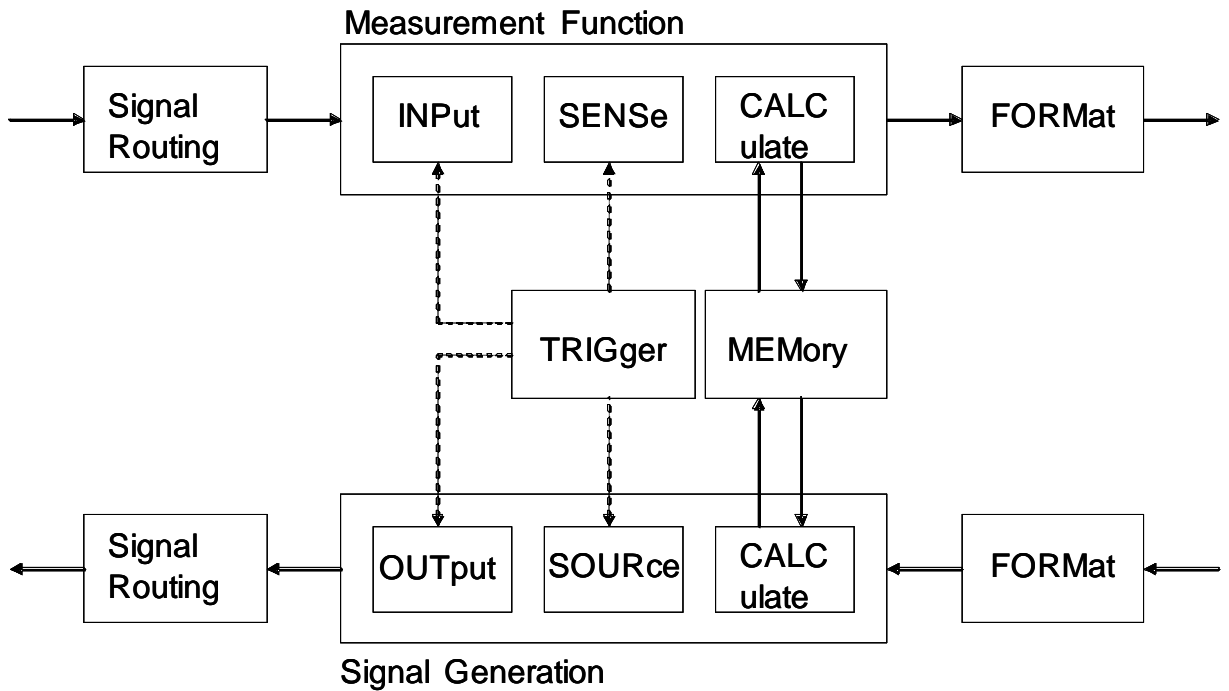 Measurement Function
Signal
Routing
INPut
SENSe
CALC
ulate
FORMat
TRIGger
MEMory
Signal
Routing
OUTput
SOURce
CALC
ulate
FORMat
Signal Generation